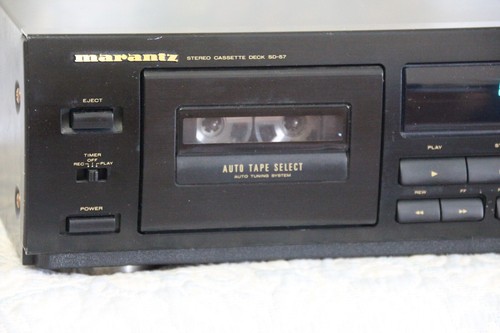 marantz STEREO CASSETTE DECK SD-57
EJECT
TIMER
OFF
REC PLAY
POWER
AUTO TAPE SELECT
AUTO TUNING SYSTEM
PLAY
REW FF